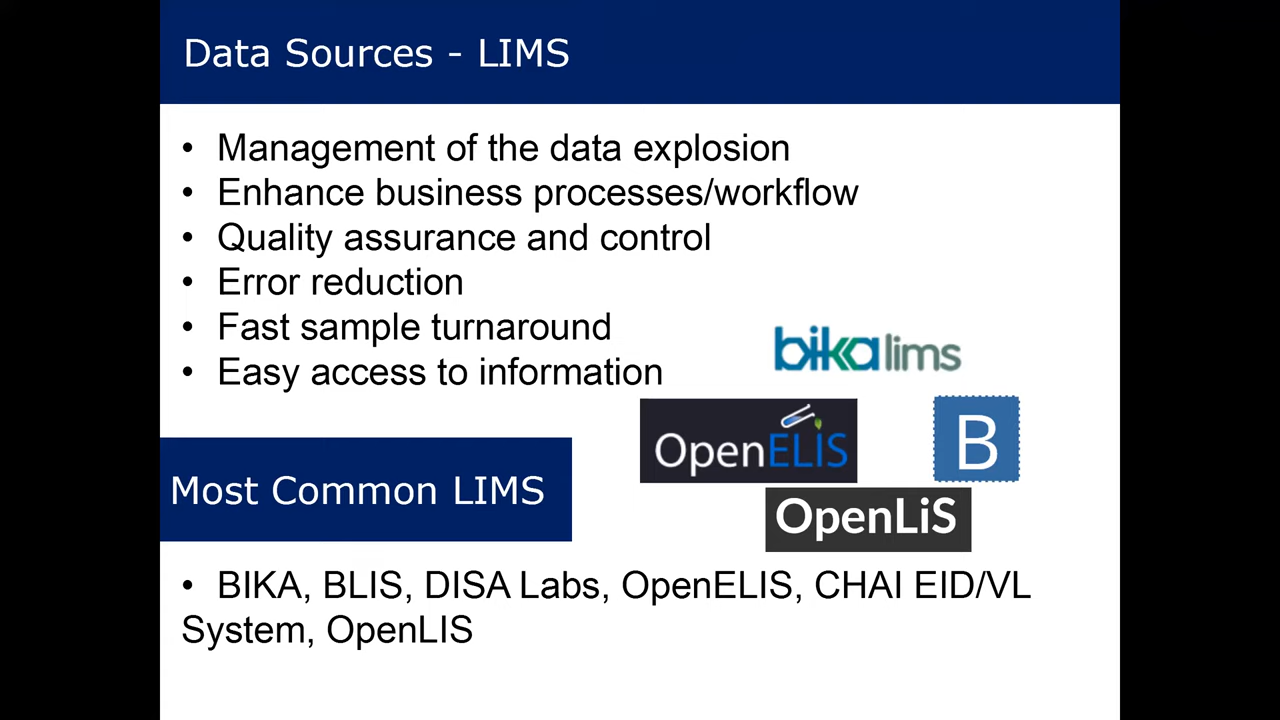 Data Sources - LIMS
• Management of the data explosion
• Enhance business processes/workflow
• Quality assurance and control
• Error reduction
• Fast sample turnaround
• Easy access to information
bikalims
OpenELIS
B
OpenLiS
Most Common LIMS
• BIKA, BLIS, DISA Labs, OpenELIS, CHAI EID/VL
System, OpenLIS